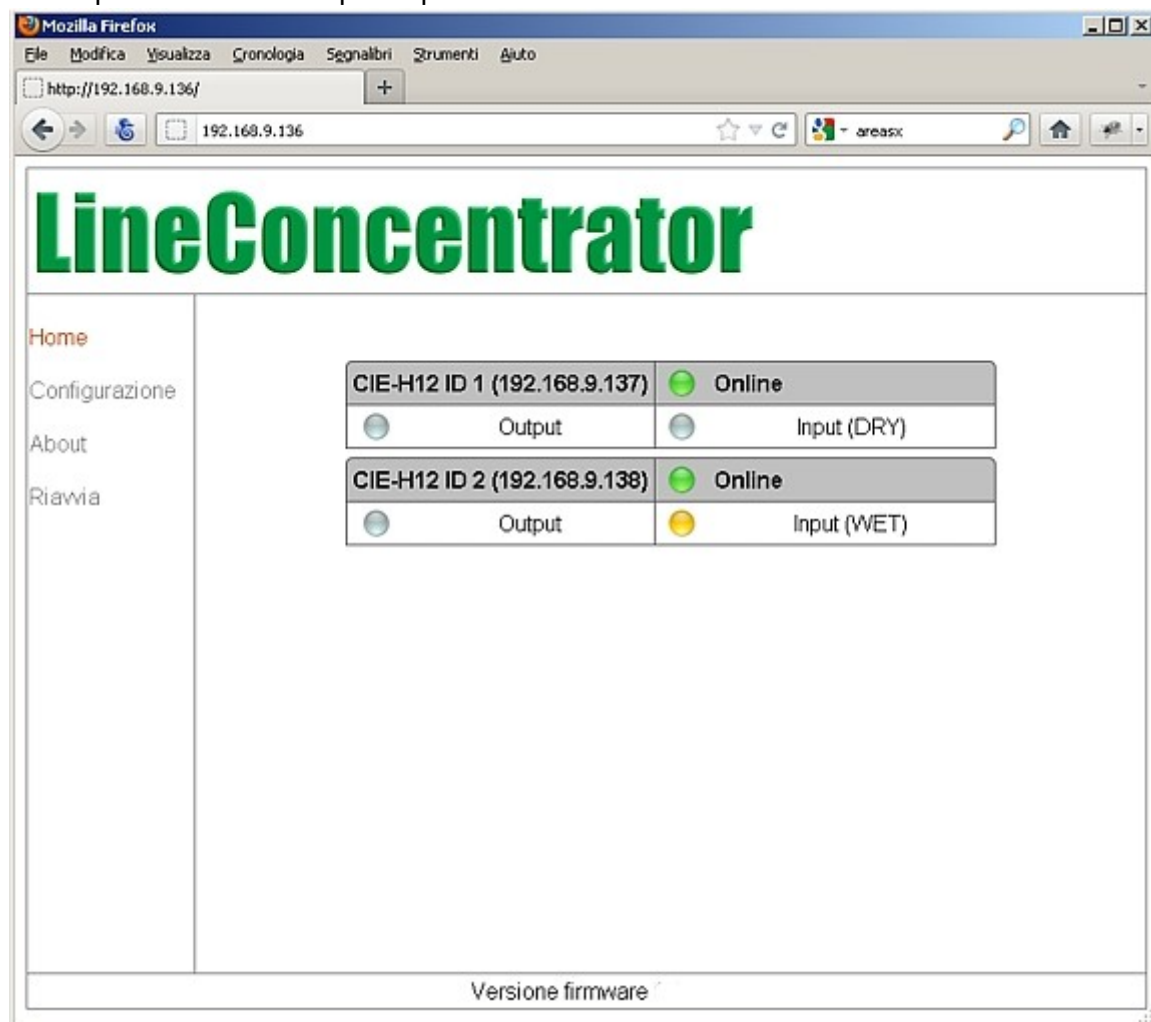 Mozilla Firefox
File Modifica Visualizza Cronologia Segnalibri Strumenti Aiuto
http://192.168.9.136/ +
192.168.9.136 areasx
LineConcentrator
Home
Configurazione
About
Riavvia
CIE-H12 ID 1 (192.168.9.137) Online
Output Input (DRY)
CIE-H12 ID 2 (192.168.9.138) Online
Output Input (WET)
Versione firmware